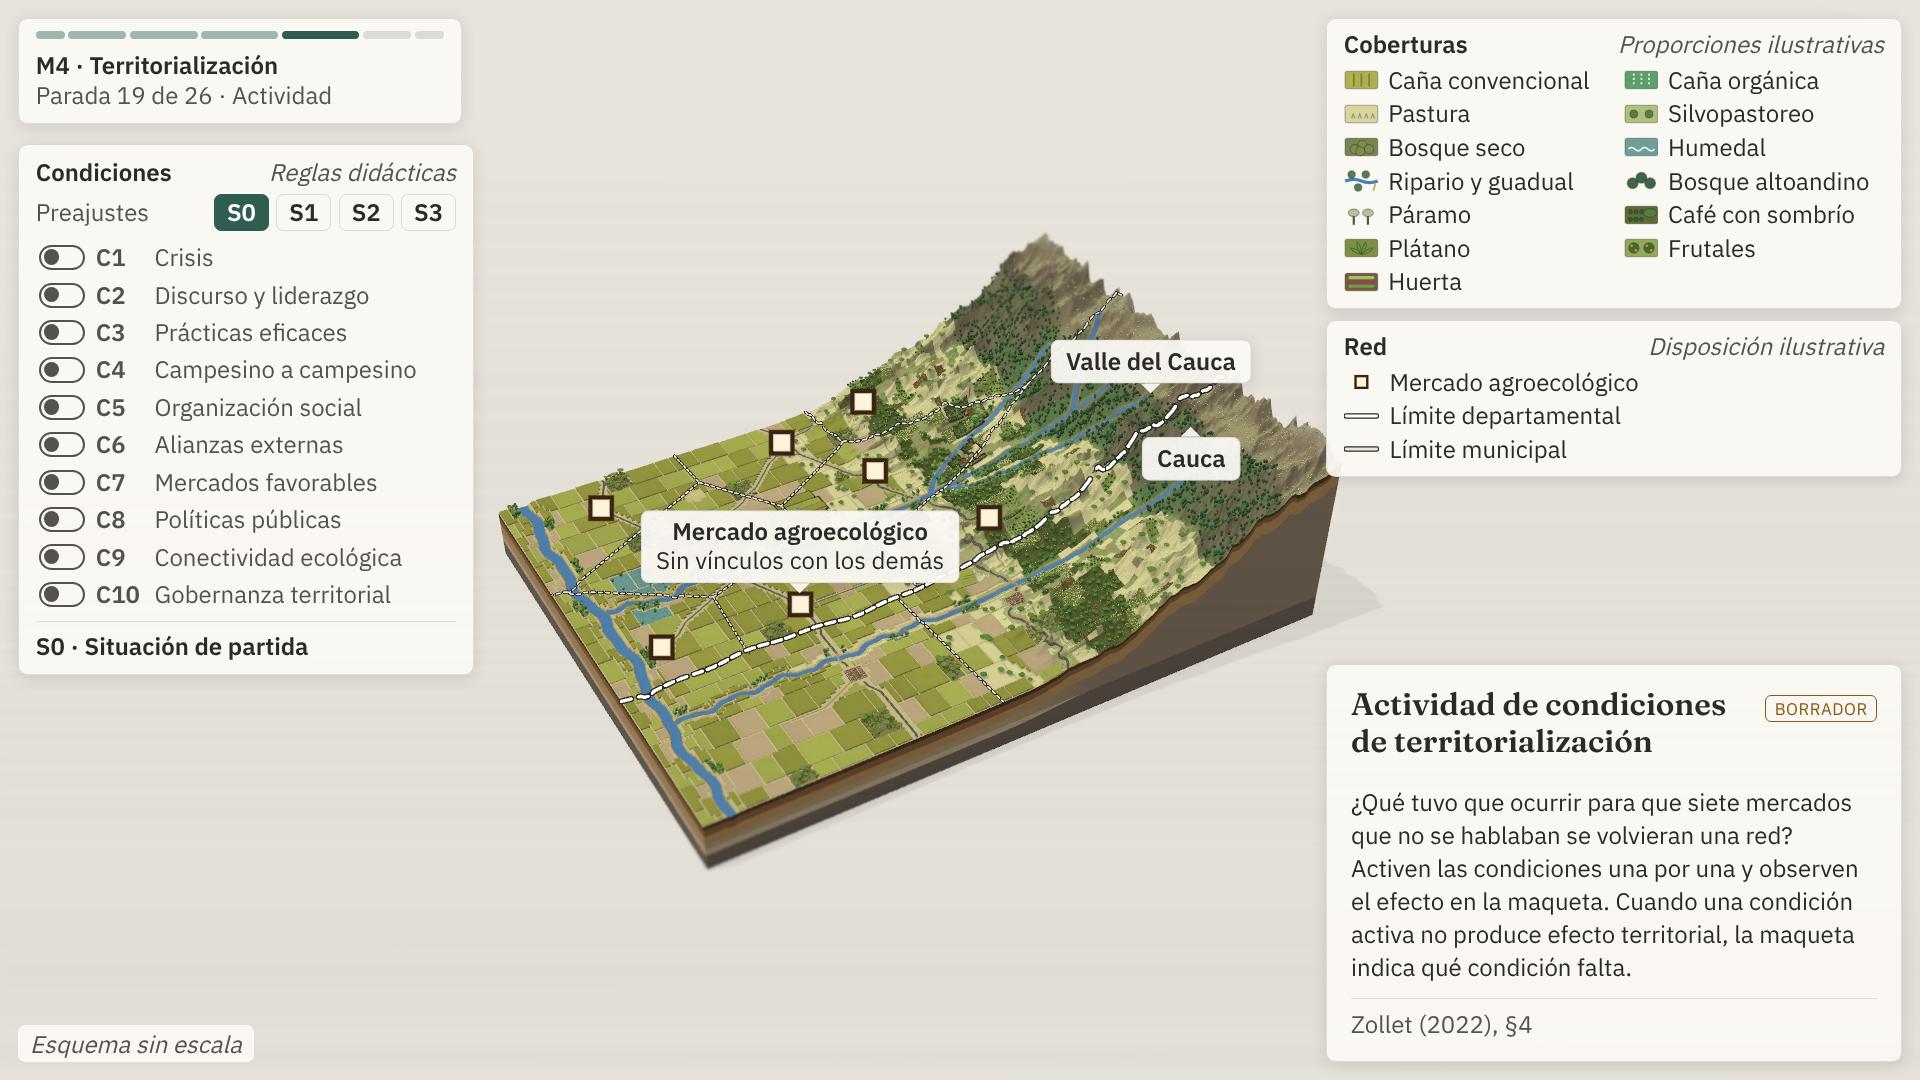 M4 · Territorialización
Parada 19 de 26 · Actividad
Condiciones
Reglas didácticas
Preajustes
S0
S1
S2
S3
C1 Crisis
C2 Discurso y liderazgo
C3 Prácticas eficaces
C4 Campesino a campesino
C5 Organización social
C6 Alianzas externas
C7 Mercados favorables
C8 Políticas públicas
C9 Conectividad ecológica
C10 Gobernanza territorial
S0 · Situación de partida
Valle del Cauca
Cauca
Mercado agroecológico
Sin vínculos con los demás
Coberturas
Proporciones ilustrativas
Caña convencional
Caña orgánica
Pastura
Silvopastoreo
Bosque seco
Humedal
Ripario y guadual
Bosque altoandino
Páramo
Café con sombrío
Plátano
Frutales
Huerta
Red
Disposición ilustrativa
Mercado agroecológico
Límite departamental
Límite municipal
Actividad de condiciones
de territorialización
BORRADOR
¿Qué tuvo que ocurrir para que siete mercados
que no se hablaban se volvieran una red?
Activen las condiciones una por una y observen
el efecto en la maqueta. Cuando una condición
activa no produce efecto territorial, la maqueta
indica qué condición falta.
Zollet (2022), §4
Esquema sin escala